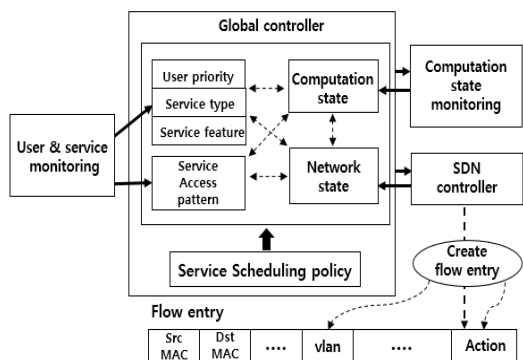 Global controller
User priority
Service type
Service feature
Computation
state
Computation
state
monitoring
User & service
monitoring
Service
Access
pattern
Network
state
SDN
controller
Service Scheduling policy
Create
flow entry
Flow entry
Src
MAC
Dst
MAC
....
vlan
....
Action